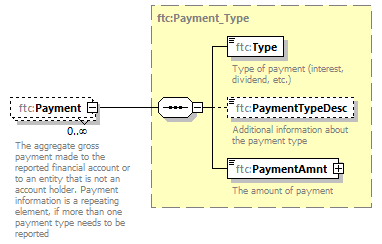 ftc:Payment_Type
ftc:Type
Type of payment (interest,
dividend, etc.)
ftc:Payment
0..∞
The aggregate gross
payment made to the
reported financial account or
to an entity that is not an
account holder. Payment
information is a repeating
element, if more than one
payment type needs to be
reported
ftc:PaymentTypeDesc
Additional information about
the payment type
ftc:PaymentAmnt
The amount of payment